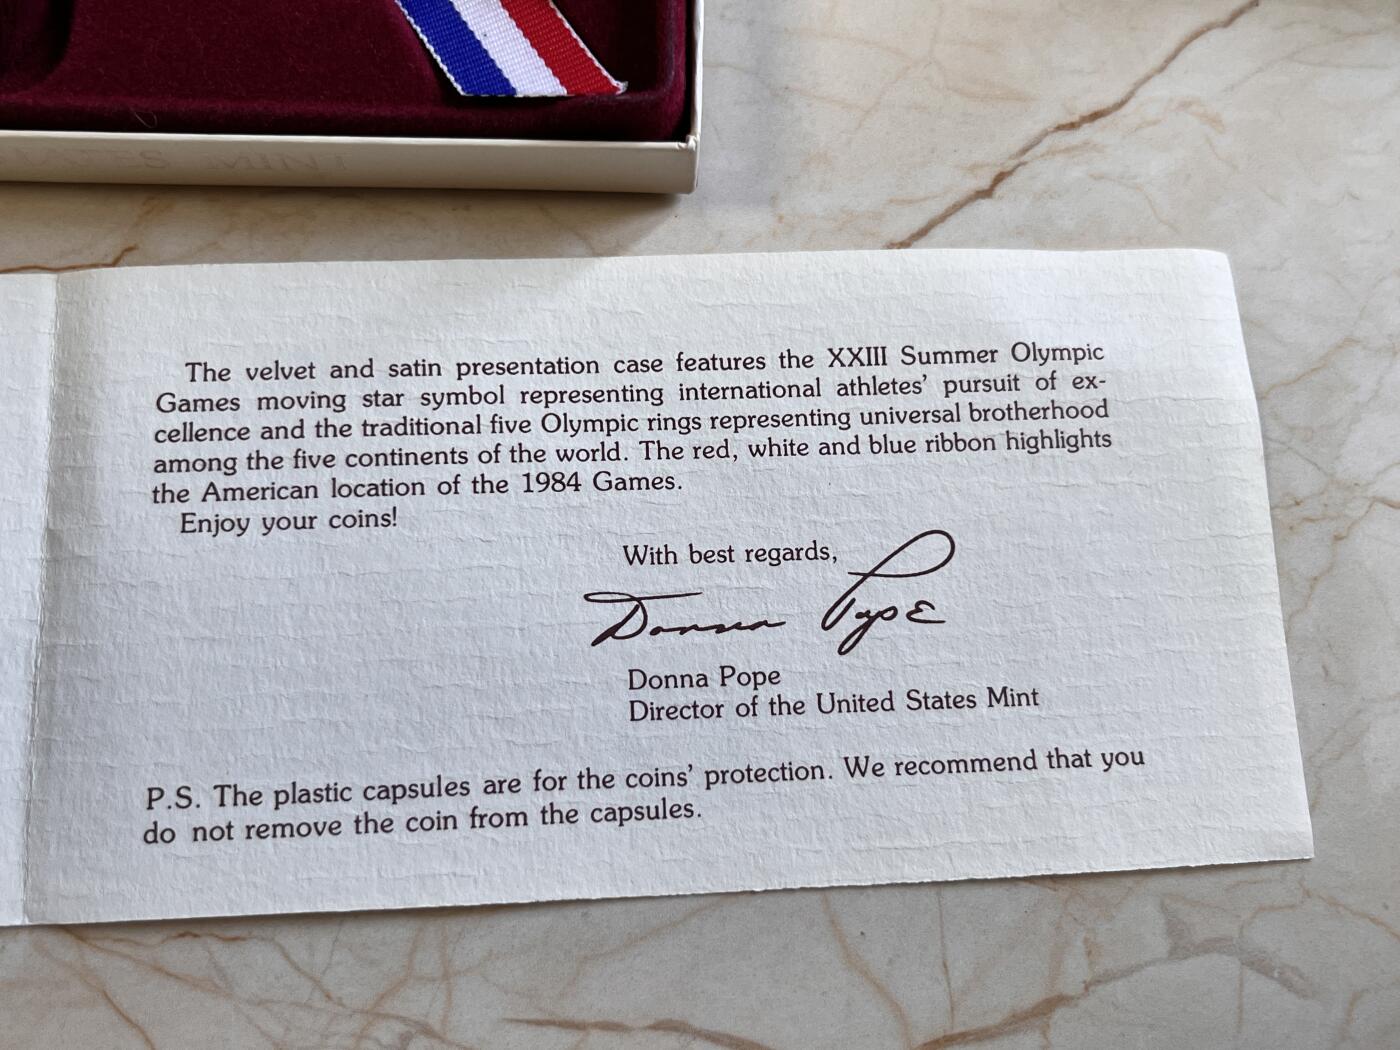 TATES MINT
The velvet and satin presentation case features the XXIII Summer Olympic
Games moving star symbol representing international athletes' pursuit of ex-
cellence and the traditional five Olympic rings representing universal brotherhood
among the five continents of the world. The red, white and blue ribbon highlights
the American location of the 1984 Games.
Enjoy your coins!
With best regards,
Donna Pope
Donna Pope
Director of the United States Mint
P.S. The plastic capsules are for the coins' protection. We recommend that you
do not remove the coin from the capsules.